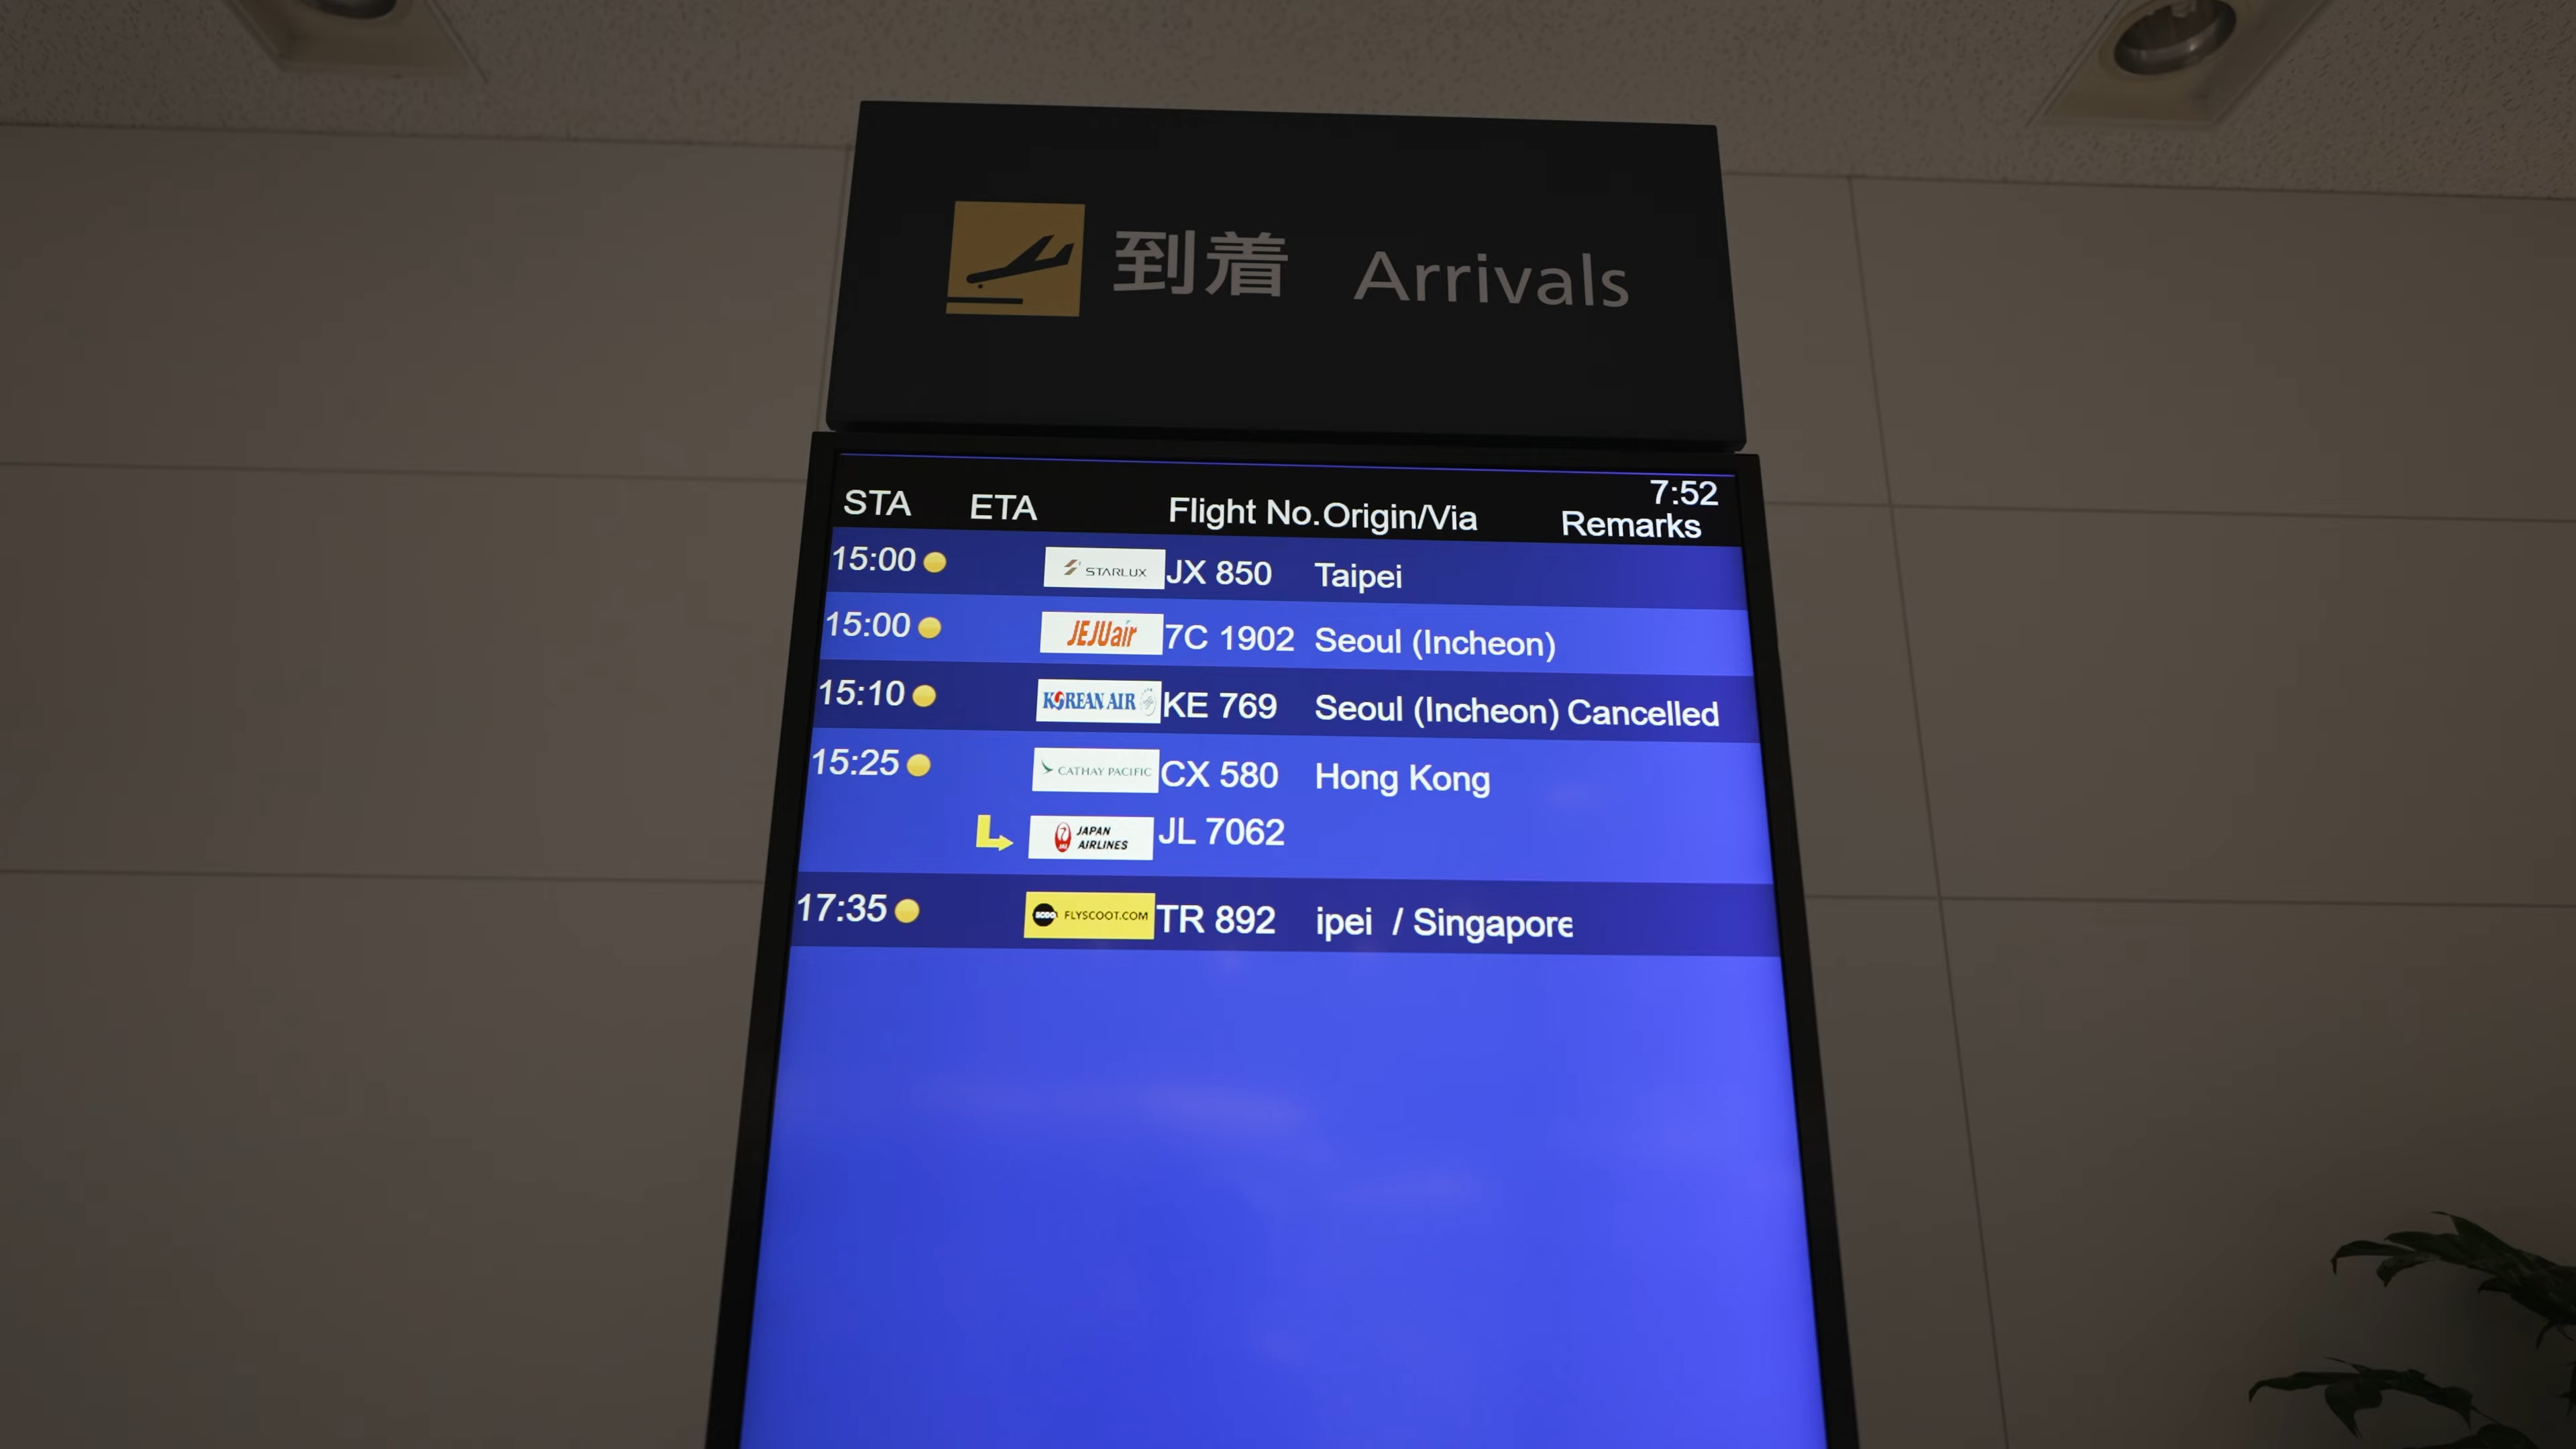 到着 Arrivals
7:52
STA ETA Flight No. Origin/Via Remarks
15:00 STARLUX JX 850 Taipei
15:00 JEJUair 7C 1902 Seoul (Incheon)
15:10 KOREAN AIR KE 769 Seoul (Incheon) Cancelled
15:25 CATHAY PACIFIC CX 580 Hong Kong
JAPAN AIRLINES JL 7062
17:35 FLYSCOOT.COM TR 892 ipei / Singapore